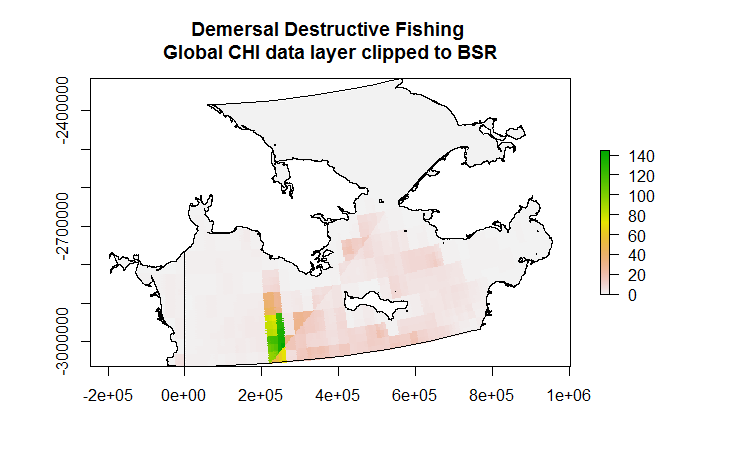 Demersal Destructive Fishing
Global CHI data layer clipped to BSR
-2400000
-2700000
-3000000
140
120
100
80
60
40
20
0
-2e+05
0e+00
2e+05
4e+05
6e+05
8e+05
1e+06